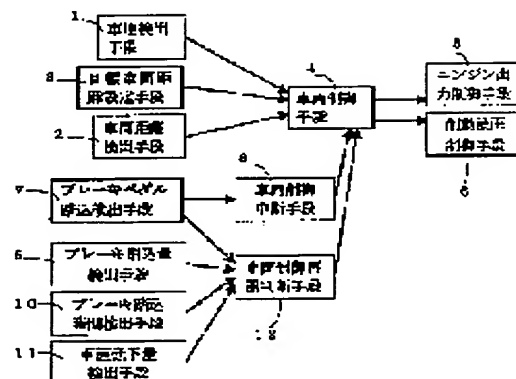 1
車速検出
手段
3
目標車間距
離設定手段
2
車間距離
検出手段
4
車間制御
手段
5
エンジン出
力制御手段
制動液圧
制御手段
6
7
ブレーキペダル
踏込検出手段
8
車間制御
中断手段
ブレーキ踏込量
検出手段
10
ブレーキ踏込
時間検出手段
11
車速低下量
検出手段
車間制御再
開判断手段
12